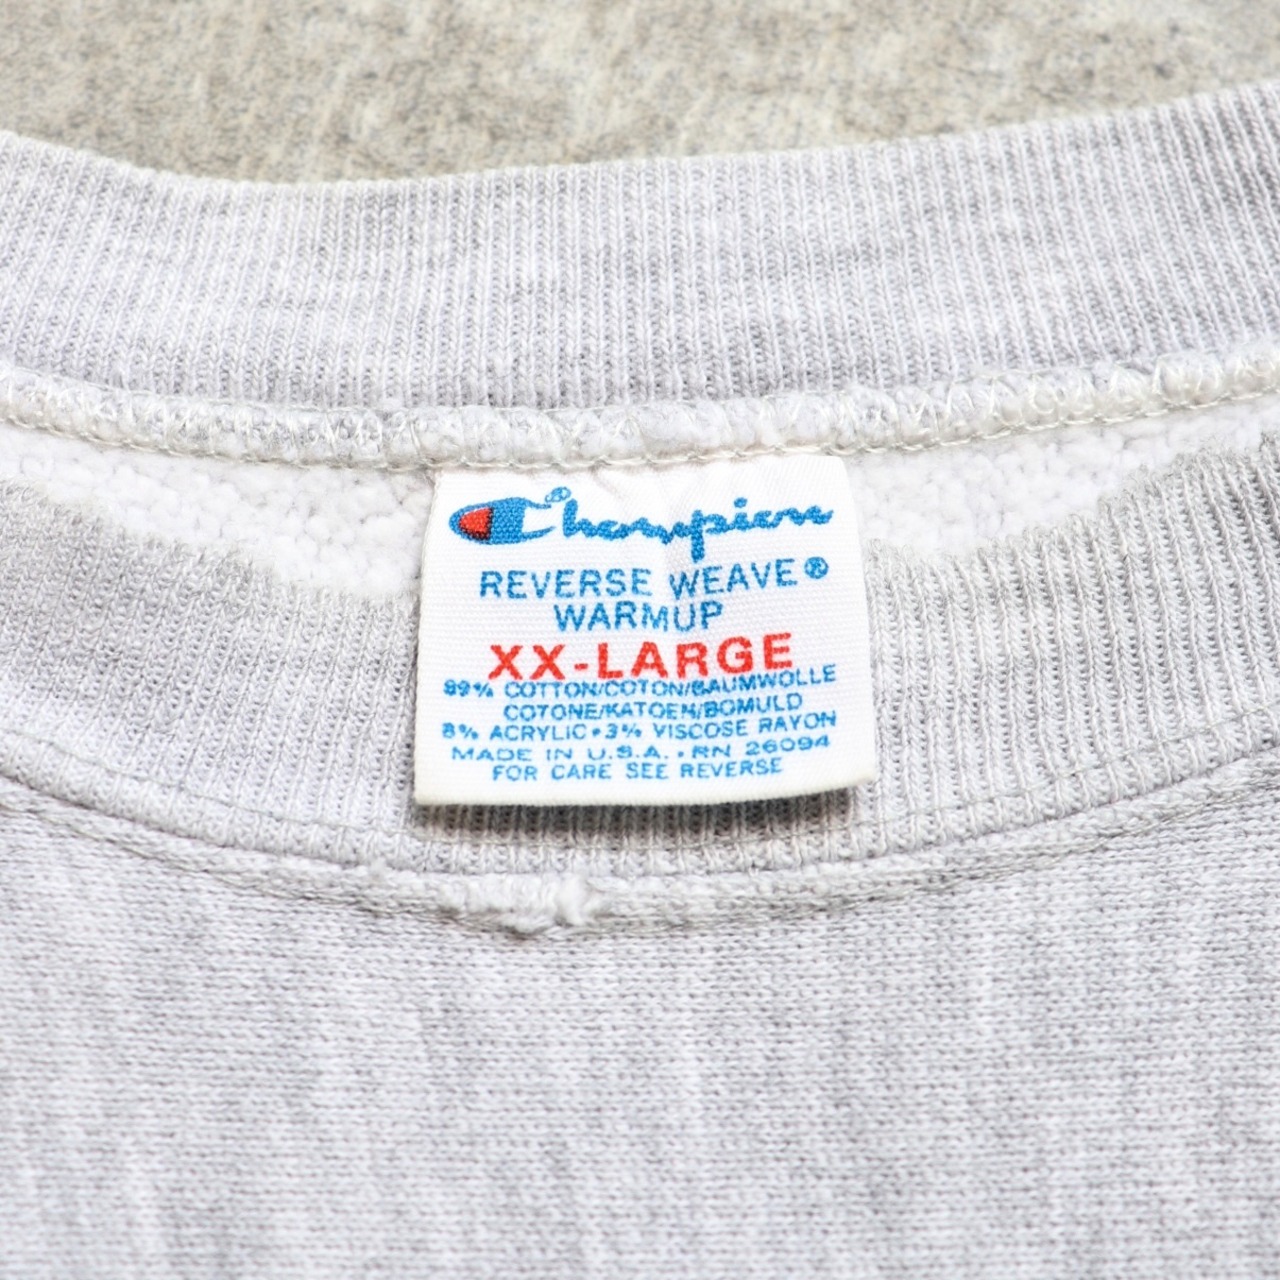 Champion®
REVERSE WEAVE®
WARMUP
XX-LARGE
89% COTTON/COTON/BAUMWOLLE
COTONE/KATOEN/BOMULD
8% ACRYLIC•3% VISCOSE RAYON
MADE IN U.S.A. • RN 26094
FOR CARE SEE REVERSE